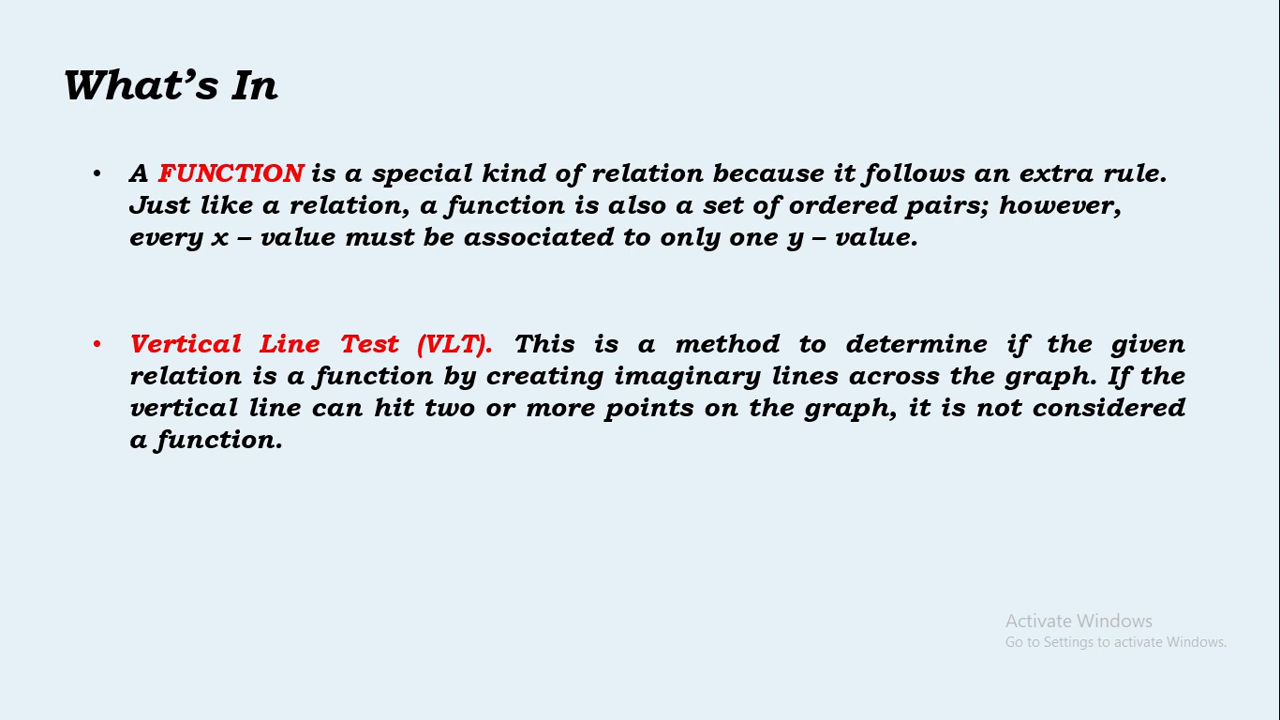 What's In
• A FUNCTION is a special kind of relation because it follows an extra rule.
Just like a relation, a function is also a set of ordered pairs; however,
every x – value must be associated to only one y – value.
• Vertical Line Test (VLT). This is a method to determine if the given
relation is a function by creating imaginary lines across the graph. If the
vertical line can hit two or more points on the graph, it is not considered
a function.
Activate Windows
Go to Settings to activate Windows.